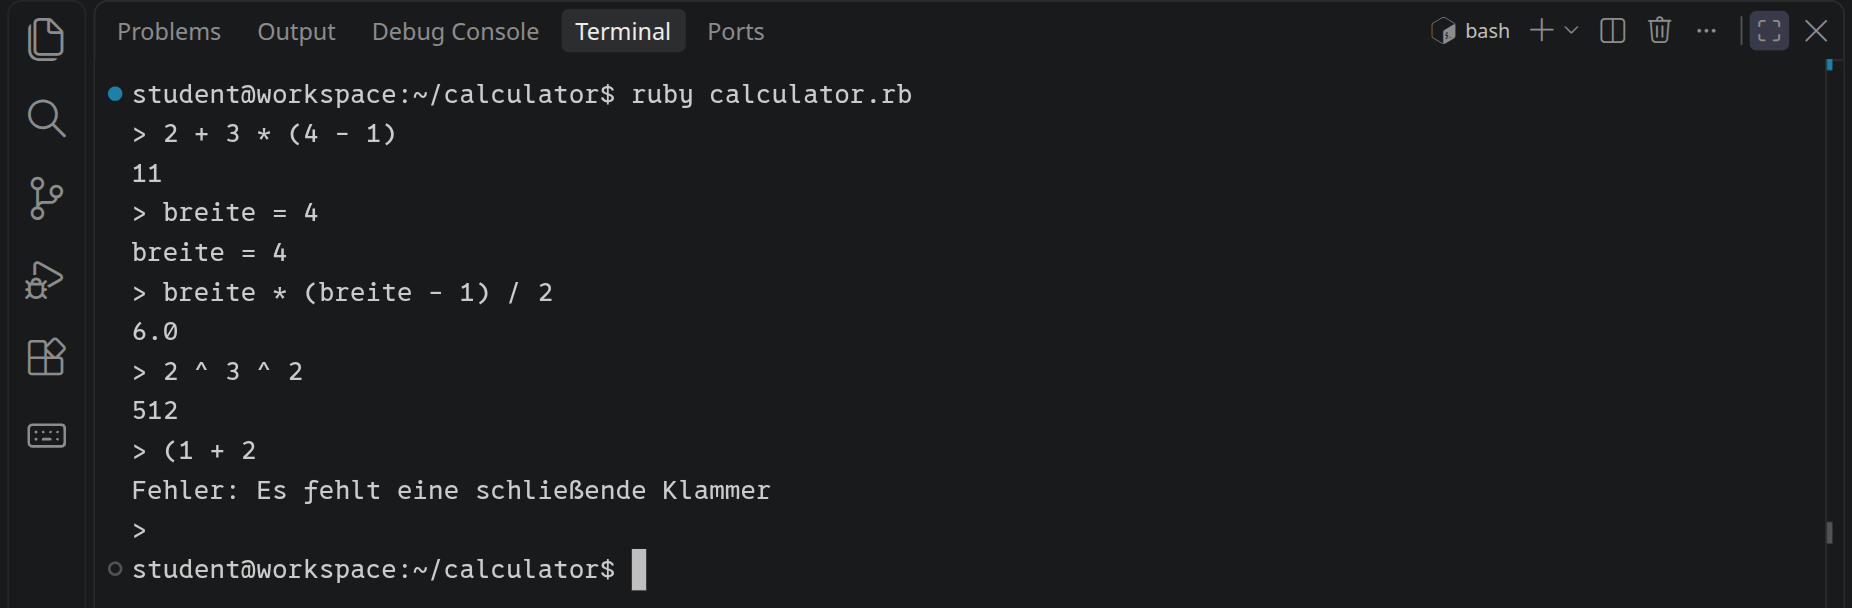 Problems Output Debug Console Terminal Ports bash
student@workspace:~/calculator$ ruby calculator.rb
> 2 + 3 * (4 - 1)
11
> breite = 4
breite = 4
> breite * (breite - 1) / 2
6.0
> 2 ^ 3 ^ 2
512
> (1 + 2
Fehler: Es fehlt eine schließende Klammer
>
student@workspace:~/calculator$